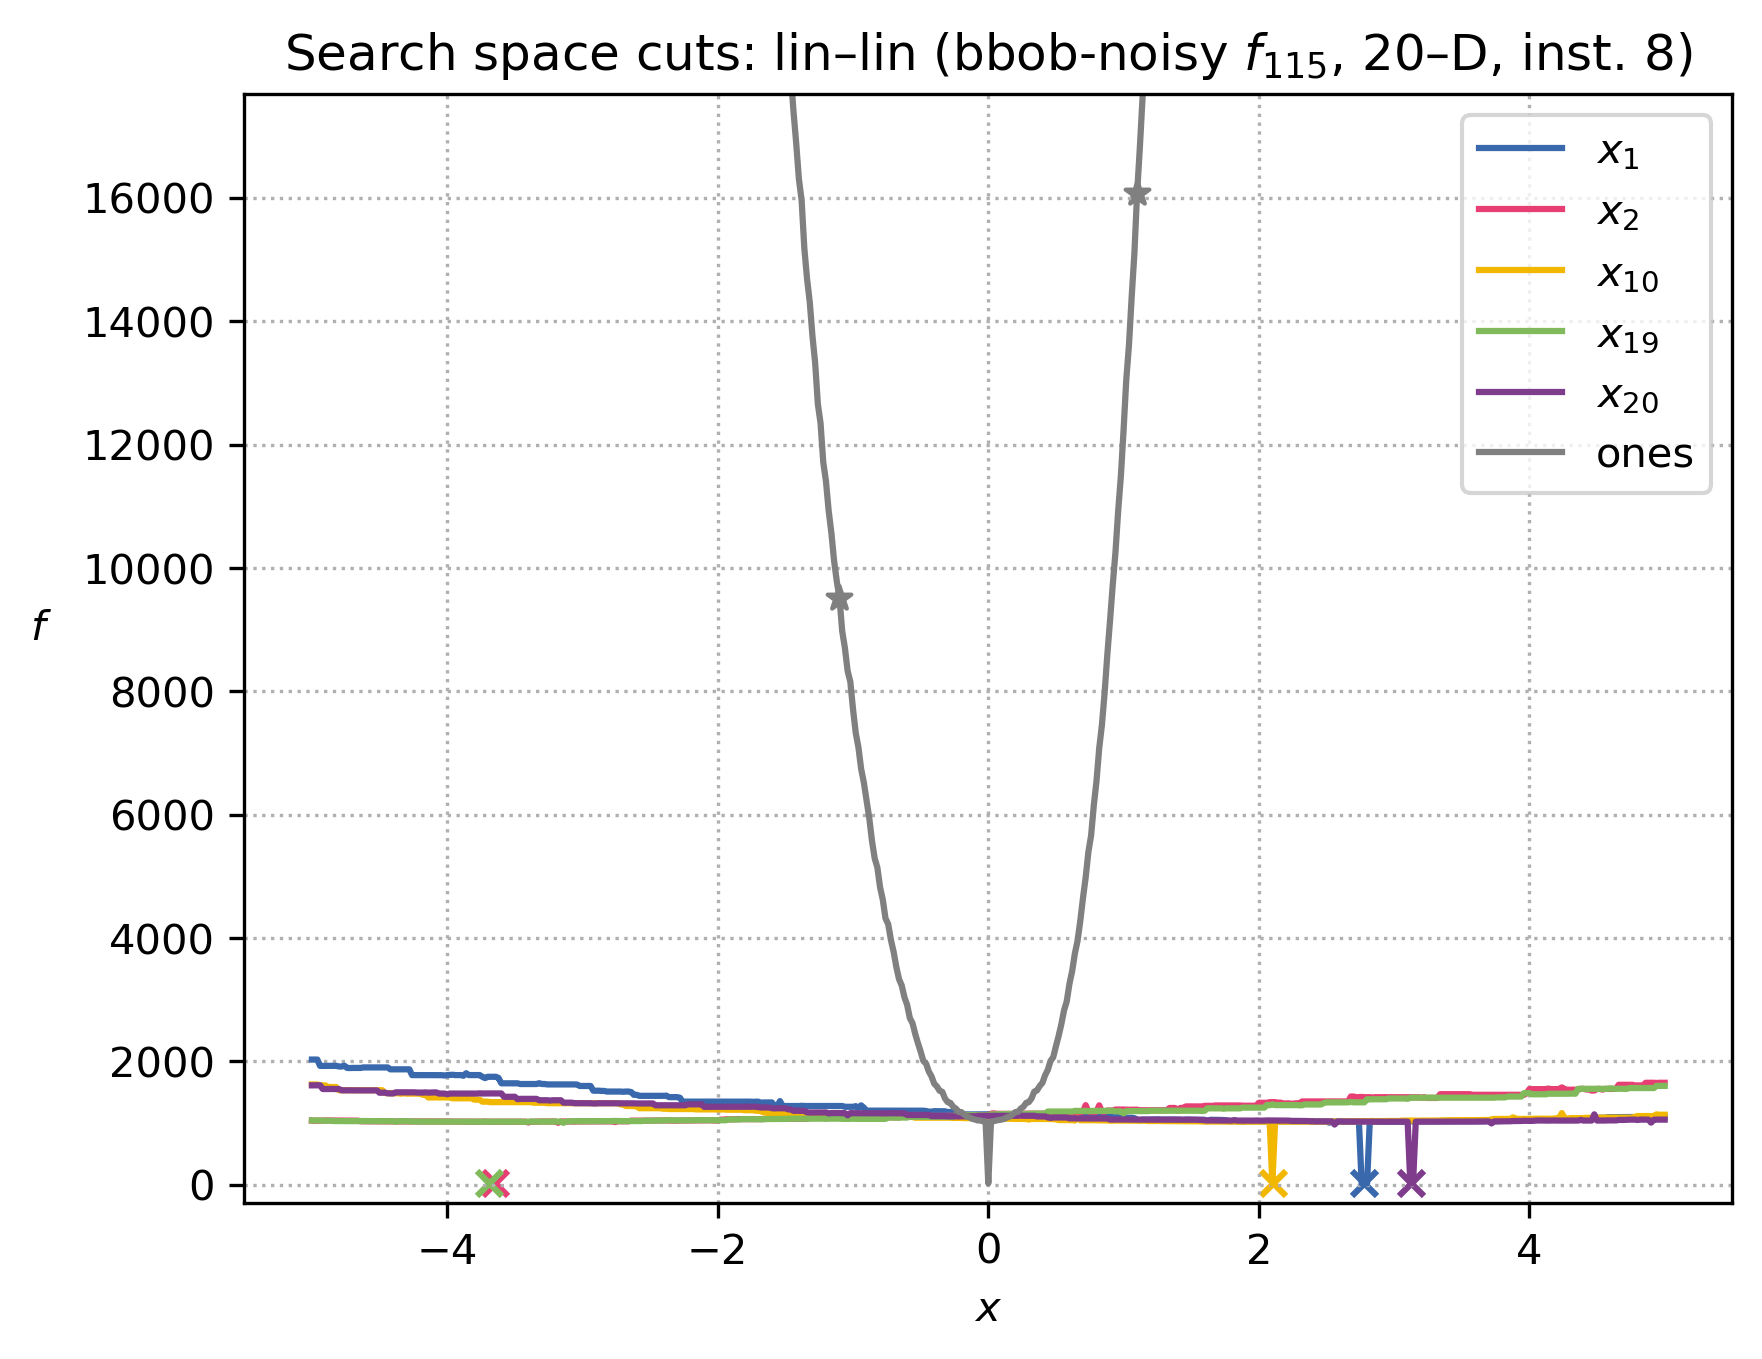 Search space cuts: lin–lin (bbob-noisy f₁₁₅, 20–D, inst. 8)
x₁
x₂
x₁₀
x₁₉
x₂₀
ones
16000
14000
12000
10000
8000
6000
4000
2000
0
f
−4
−2
0
2
4
x